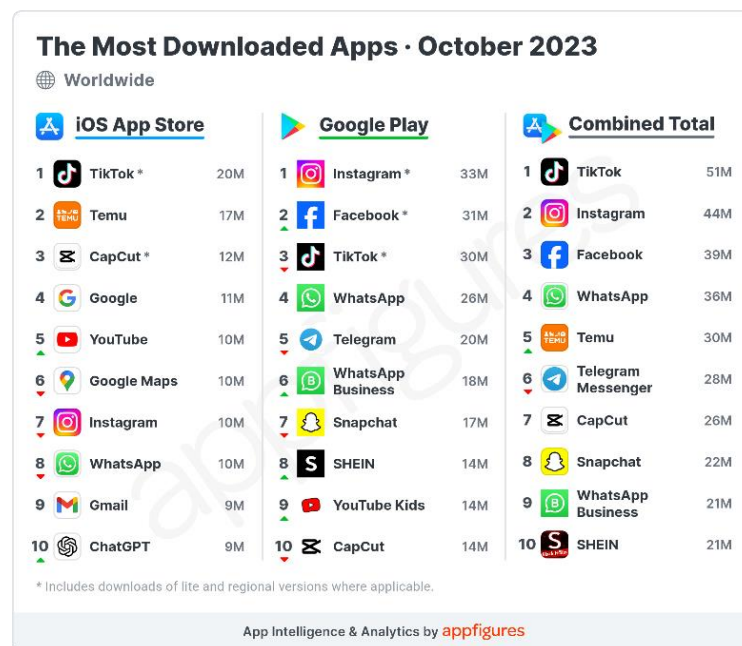 The Most Downloaded Apps · October 2023
Worldwide
iOS App Store
1 TikTok * 20M
2 Temu 17M
3 CapCut * 12M
4 Google 11M
5 YouTube 10M
6 Google Maps 10M
7 Instagram 10M
8 WhatsApp 10M
9 Gmail 9M
10 ChatGPT 9M
Google Play
1 Instagram * 33M
2 Facebook * 31M
3 TikTok * 30M
4 WhatsApp 26M
5 Telegram 20M
6 WhatsApp
Business 18M
7 Snapchat 17M
8 SHEIN 14M
9 YouTube Kids 14M
10 CapCut 14M
Combined Total
1 TikTok 51M
2 Instagram 44M
3 Facebook 39M
4 WhatsApp 36M
5 Temu 30M
6 Telegram
Messenger 28M
7 CapCut 26M
8 Snapchat 22M
9 WhatsApp
Business 21M
10 SHEIN 21M
* Includes downloads of lite and regional versions where applicable.
App Intelligence & Analytics by appfigures
appfigures